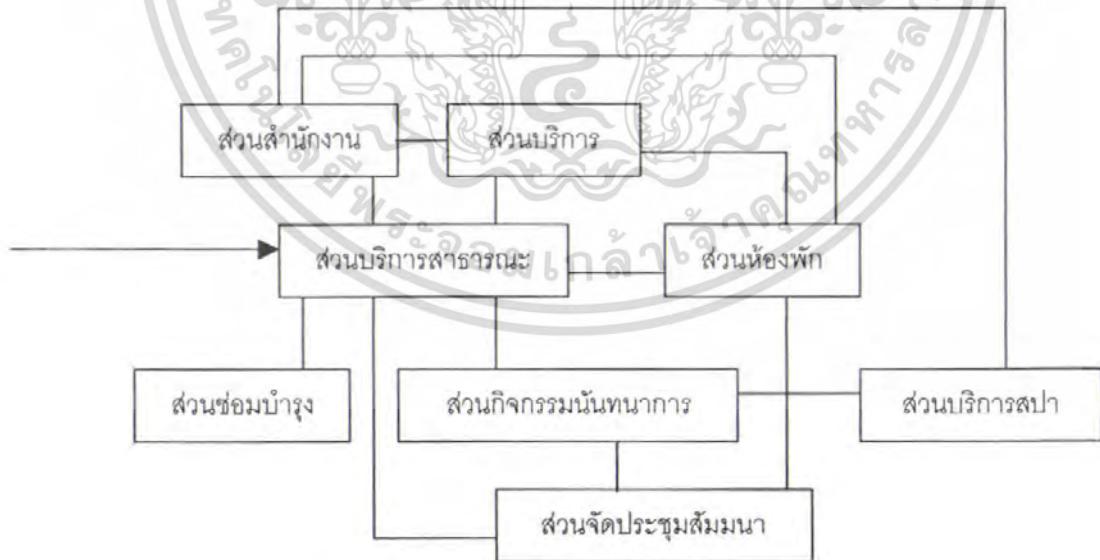 ส่วนสำนักงาน
ส่วนบริการ
ส่วนบริการสาธารณะ
ส่วนห้องพัก
ส่วนซ่อมบำรุง
ส่วนกิจกรรมนันทนาการ
ส่วนบริการสปา
ส่วนจัดประชุมสัมมนา